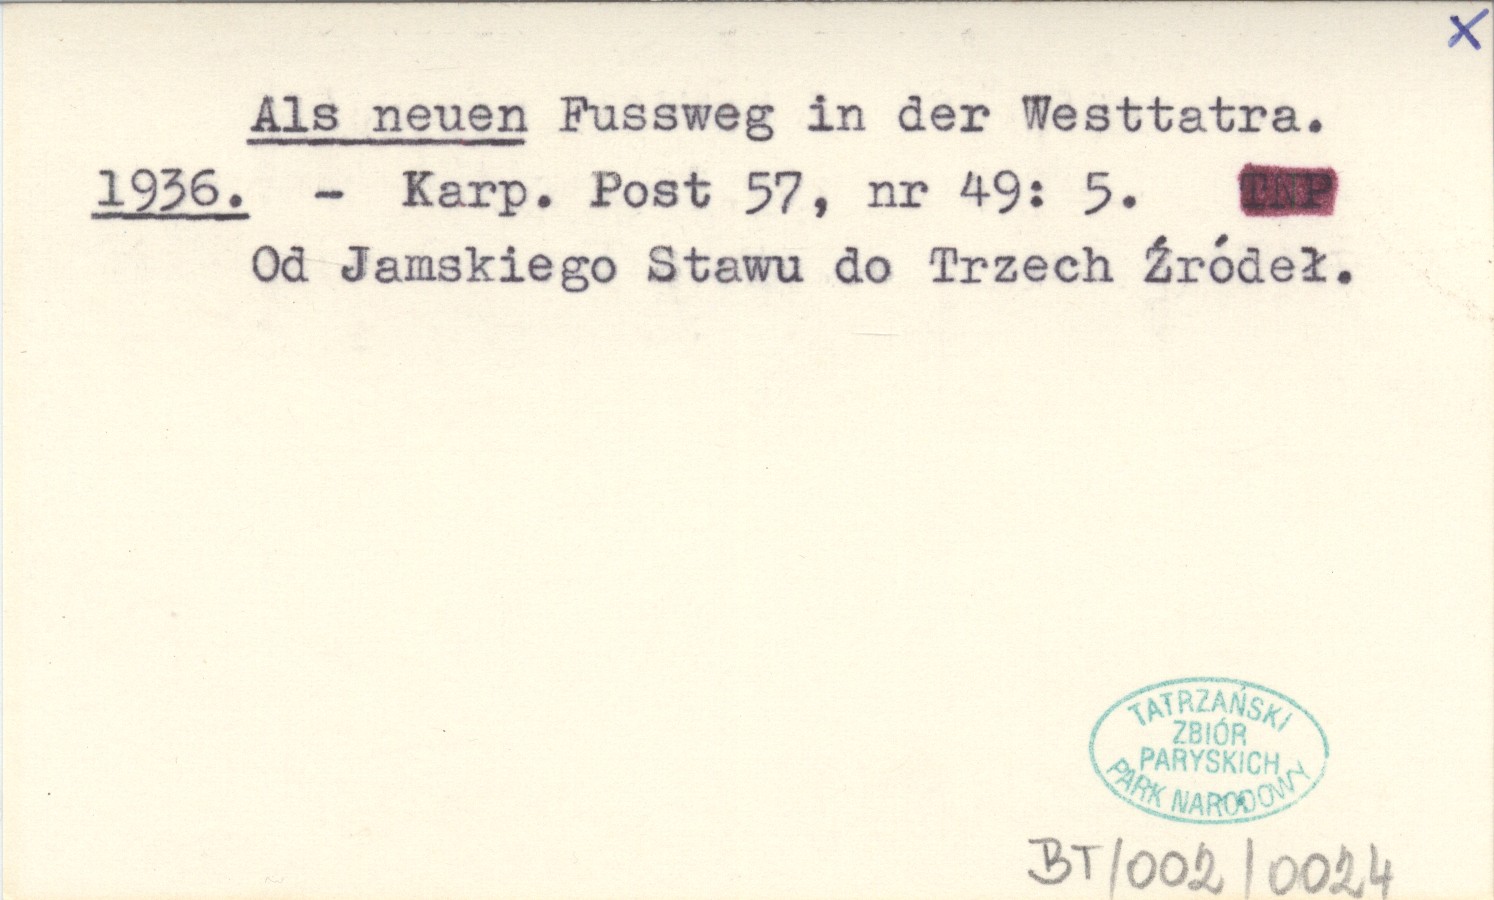 X
Als neuen Fussweg in der Westtatra.
1936. - Karp. Post 57, nr 49: 5. TNP
Od Jamskiego Stawu do Trzech Źródeł.
TATRZAŃSKI
ZBIÓR
PARYSKICH
PARK NARODOWY
BT/002/0024